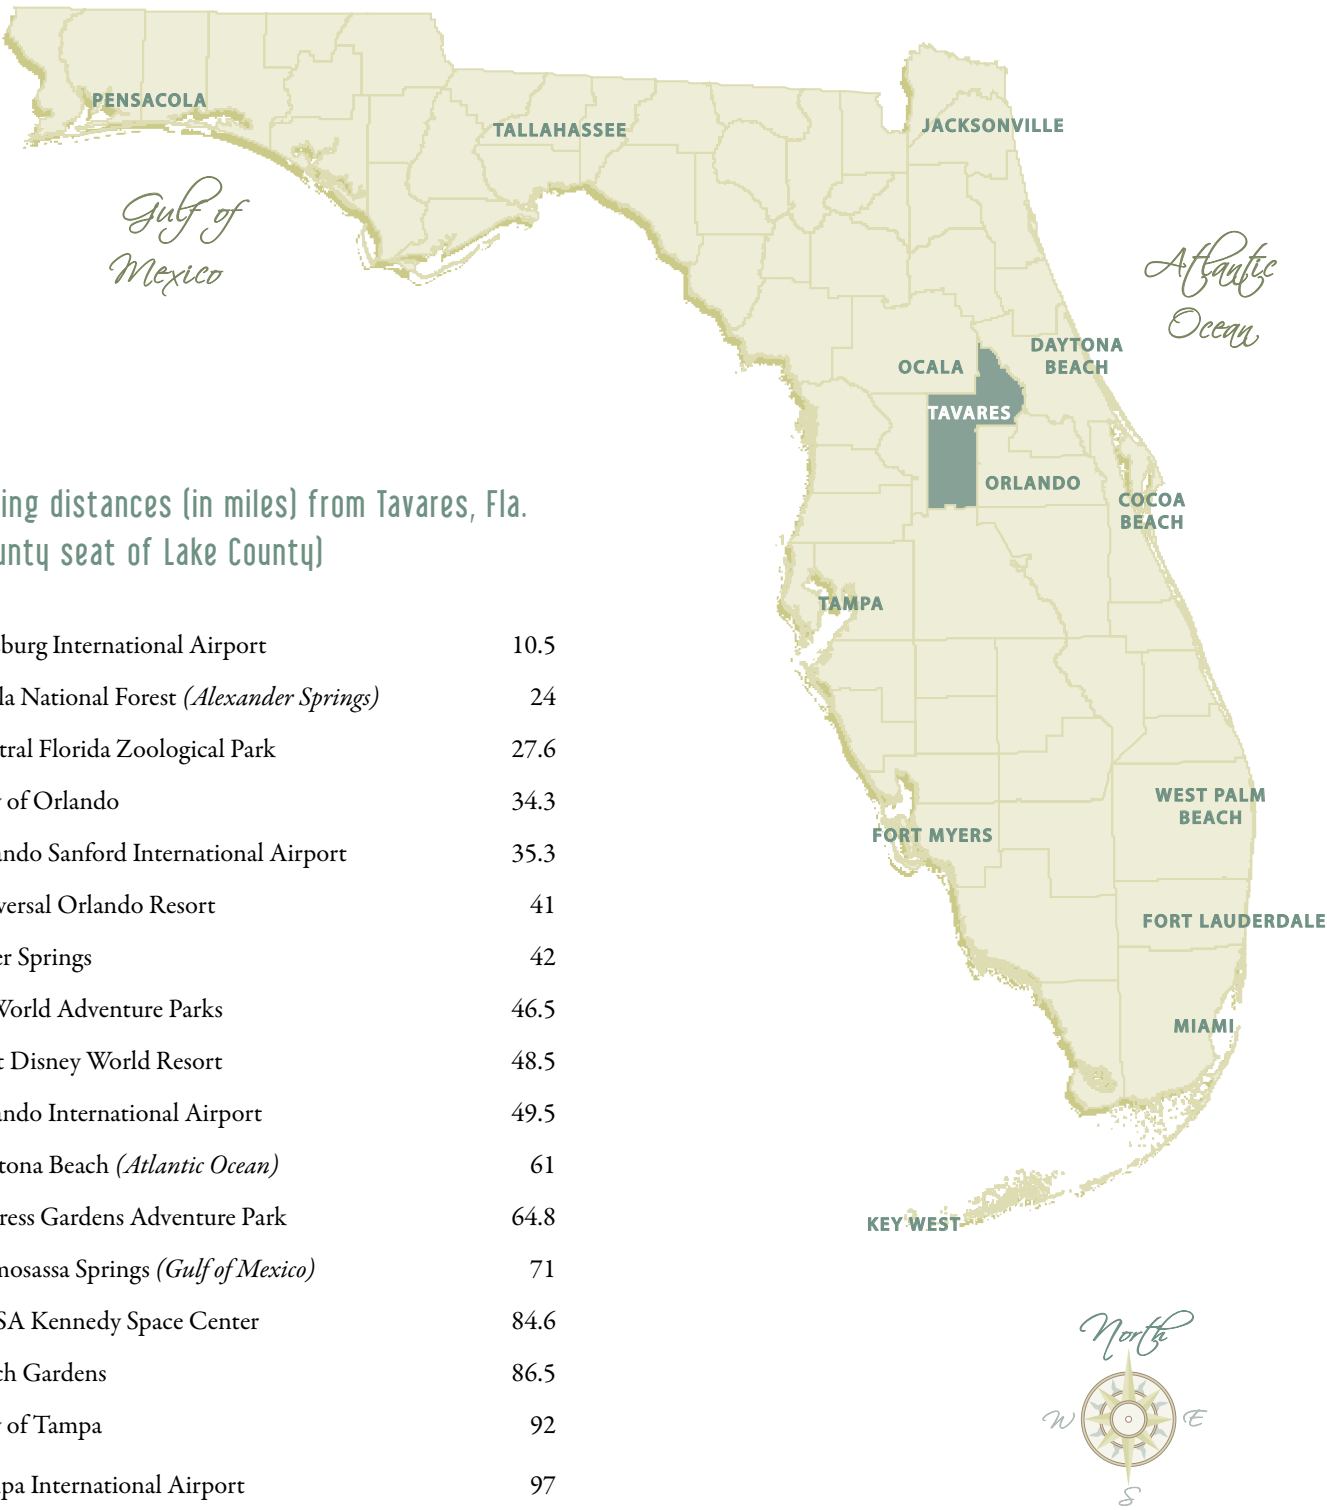 PENSACOLA
TALLAHASSEE
JACKSONVILLE
Gulf of
Mexico
Atlantic
Ocean
DAYTONA
BEACH
OCALA
TAVARES
ORLANDO
COCOA
BEACH
TAMPA
WEST PALM
BEACH
FORT MYERS
FORT LAUDERDALE
MIAMI
KEY WEST
ing distances (in miles) from Tavares, Fla.
unty seat of Lake County)
burg International Airport 10.5
la National Forest (Alexander Springs) 24
tral Florida Zoological Park 27.6
of Orlando 34.3
ando Sanford International Airport 35.3
versal Orlando Resort 41
er Springs 42
World Adventure Parks 46.5
t Disney World Resort 48.5
ando International Airport 49.5
tona Beach (Atlantic Ocean) 61
ress Gardens Adventure Park 64.8
mosassa Springs (Gulf of Mexico) 71
SA Kennedy Space Center 84.6
ch Gardens 86.5
of Tampa 92
pa International Airport 97
North
W E
S